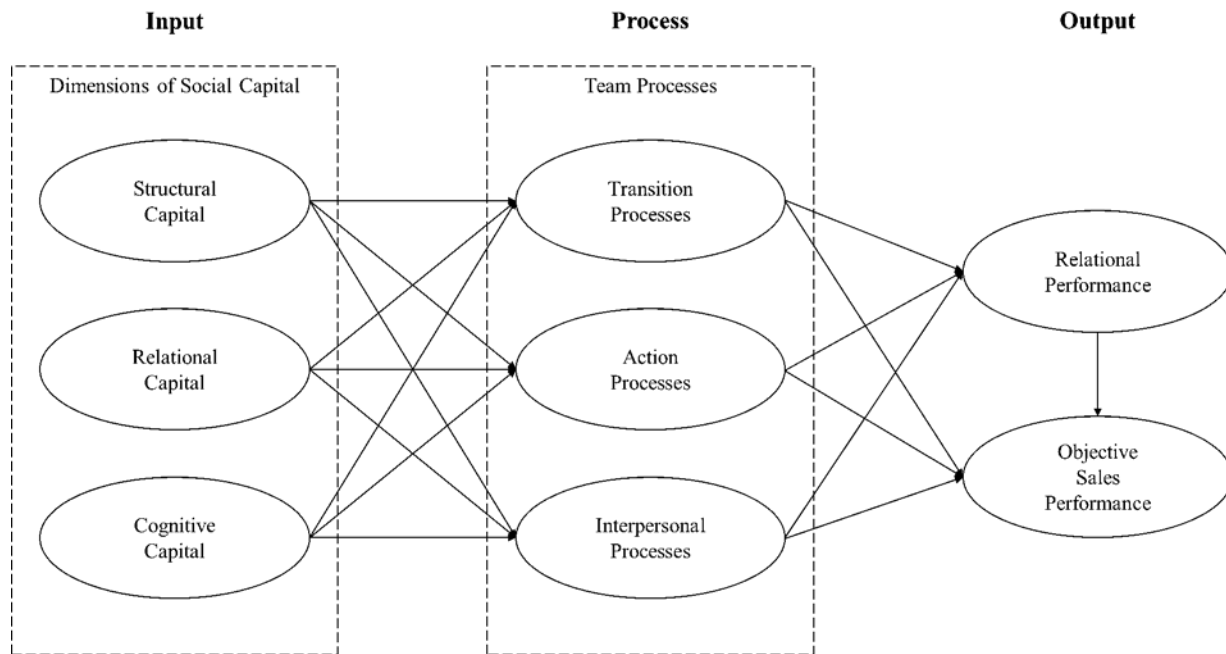 Input
Process
Output
Dimensions of Social Capital
Team Processes
Structural
Capital
Transition
Processes
Relational
Performance
Relational
Capital
Action
Processes
Objective
Sales
Performance
Cognitive
Capital
Interpersonal
Processes